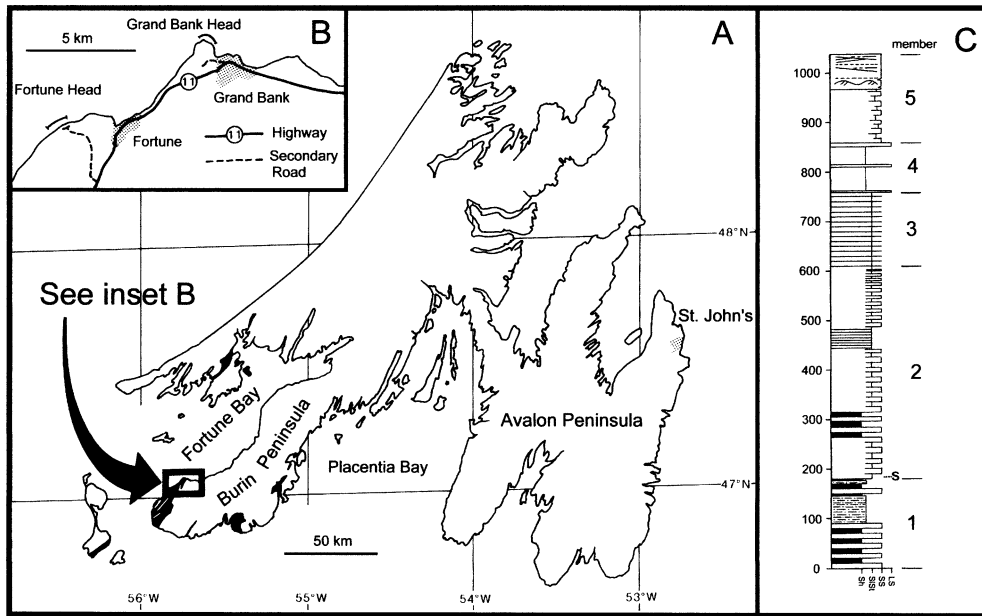 Grand Bank Head
B
5 km
Fortune Head
11
Grand Bank
Fortune
11 Highway
Secondary
Road
A
See inset B
48°N
St. John's
Fortune Bay
Burin Peninsula
Placentia Bay
Avalon Peninsula
47°N
50 km
56°W
55°W
54°W
53°W
C
member
1000
900
800
700
600
500
400
300
200
100
0
5
4
3
2
S
1
Sh
StSt
SS
LS